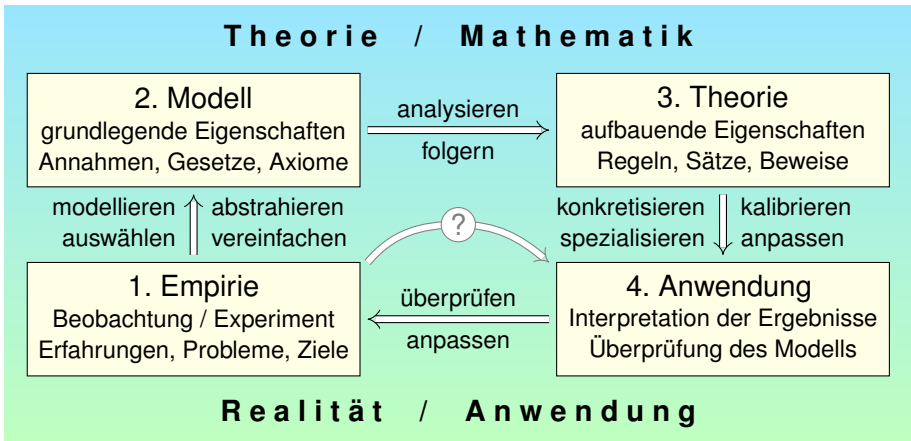 Theorie / Mathematik
2. Modell
grundlegende Eigenschaften
Annahmen, Gesetze, Axiome
analysieren
folgern
3. Theorie
aufbauende Eigenschaften
Regeln, Sätze, Beweise
modellieren
auswählen
abstrahieren
vereinfachen
?
konkretisieren
spezialisieren
kalibrieren
anpassen
1. Empirie
Beobachtung / Experiment
Erfahrungen, Probleme, Ziele
überprüfen
anpassen
4. Anwendung
Interpretation der Ergebnisse
Überprüfung des Modells
Realität / Anwendung